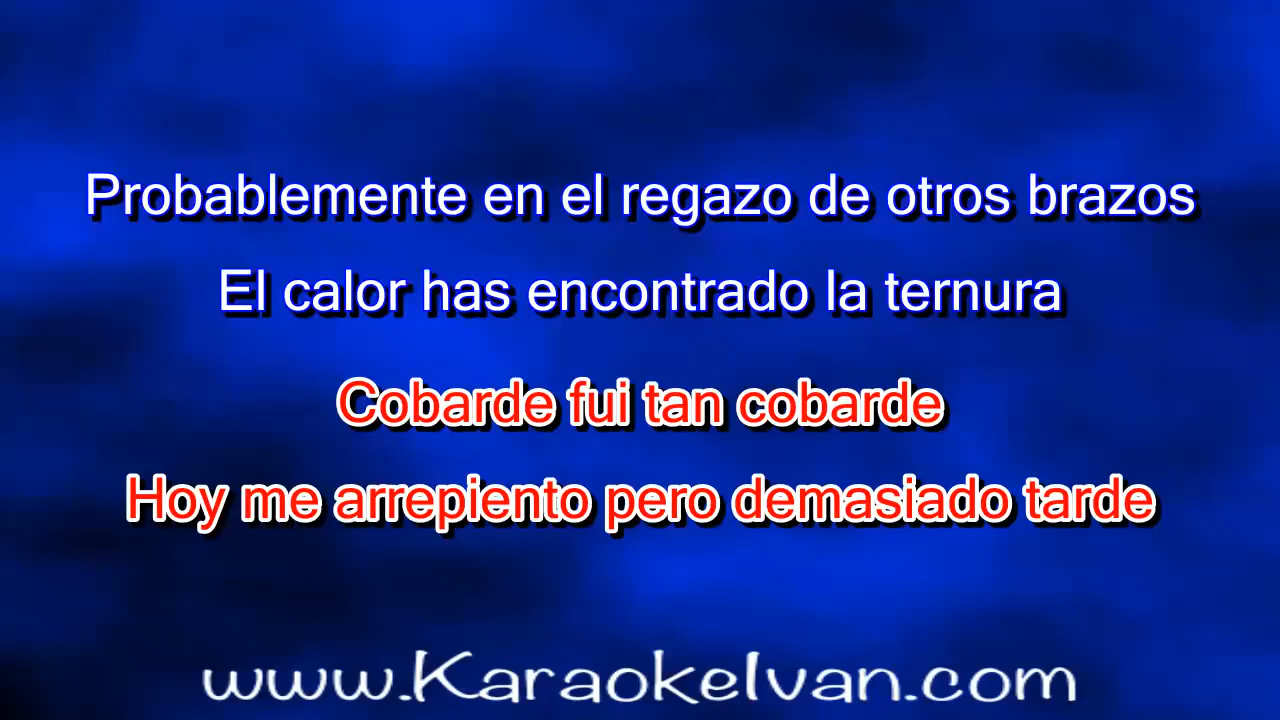 Probablemente en el regazo de otros brazos
El calor has encontrado la ternura
Cobarde fui tan cobarde
Hoy me arrepiento pero demasiado tarde
www.KaraokeIvan.com